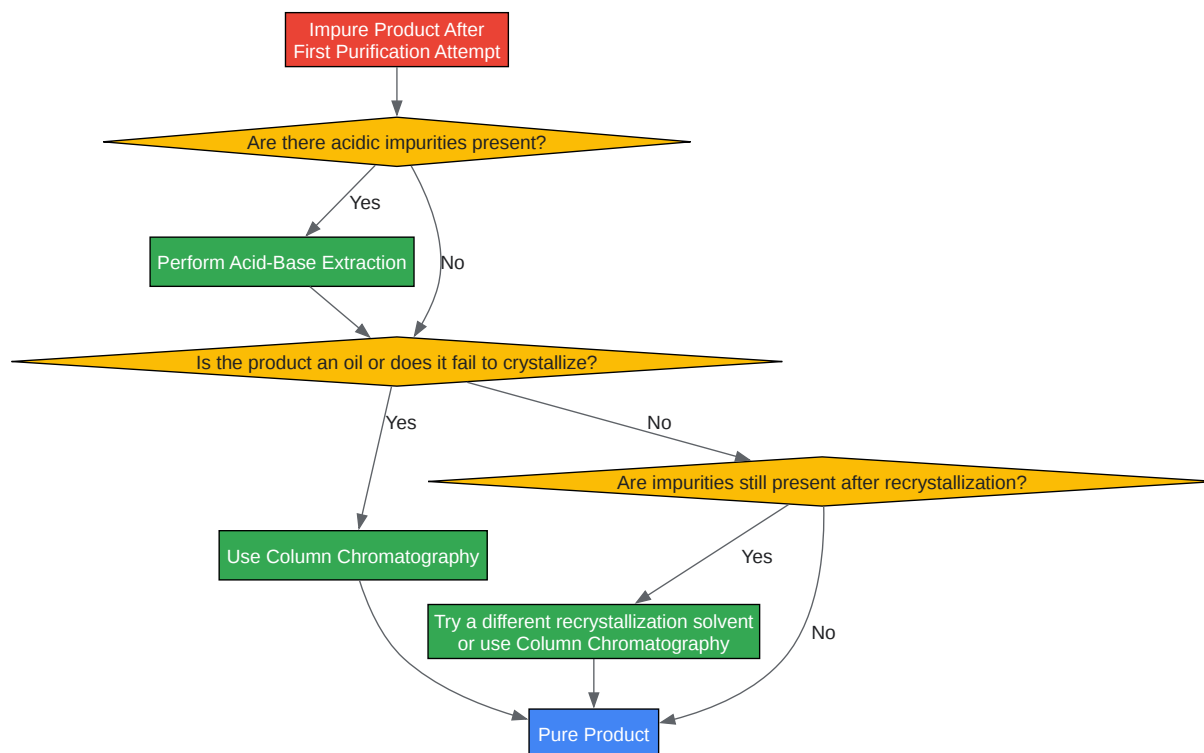 Impure Product After
First Purification Attempt
Are there acidic impurities present?
Yes
Perform Acid-Base Extraction
No
Is the product an oil or does it fail to crystallize?
Yes
No
Are impurities still present after recrystallization?
Use Column Chromatography
Yes
Try a different recrystallization solvent
or use Column Chromatography
No
Pure Product